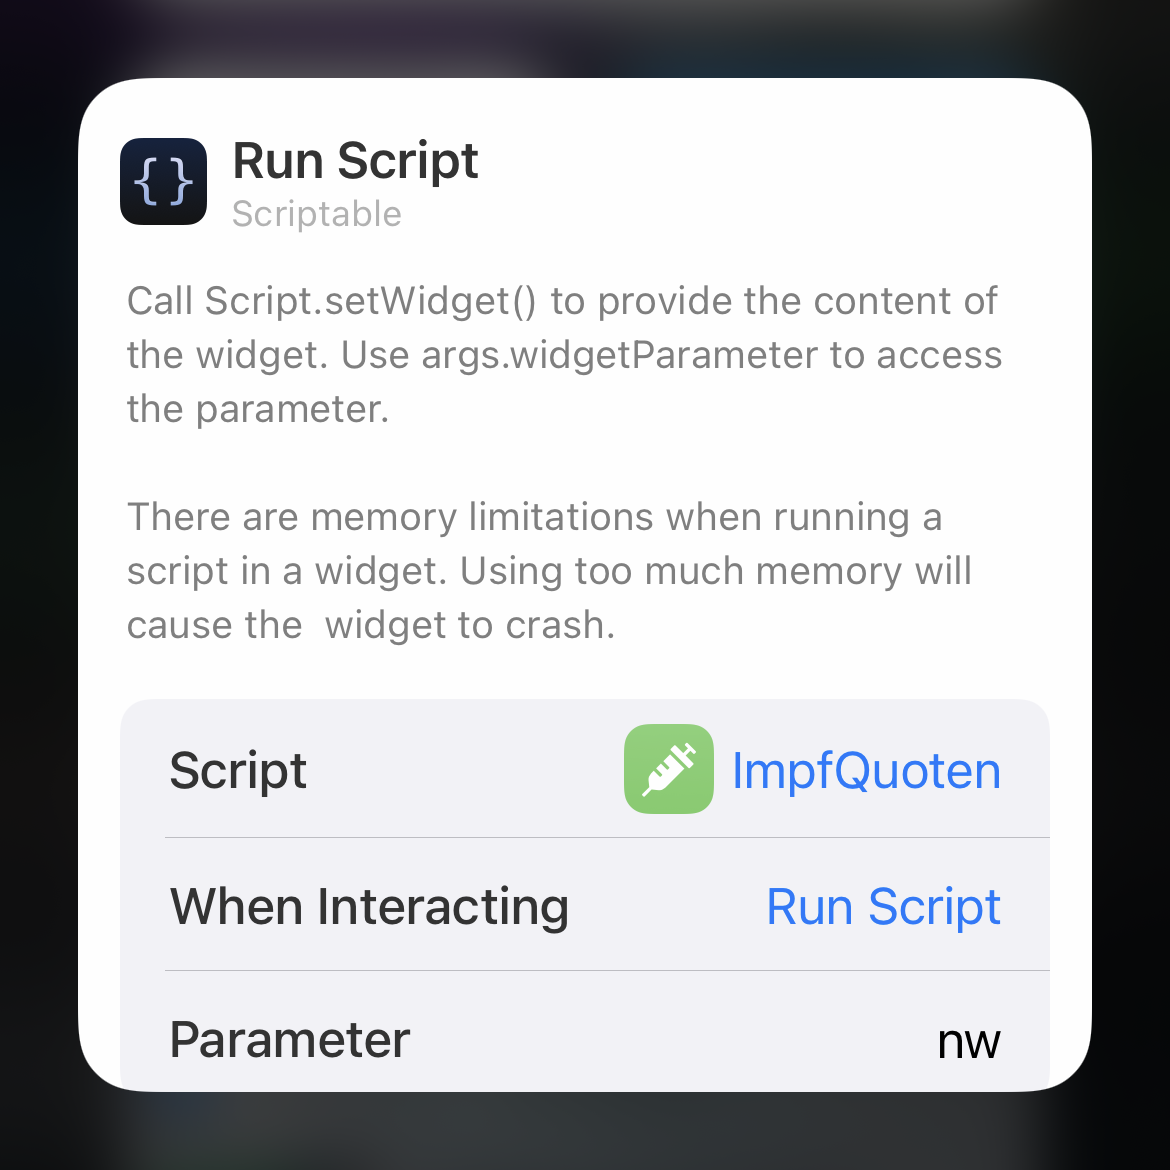 { }
Run Script
Scriptable
Call Script.setWidget() to provide the content of
the widget. Use args.widgetParameter to access
the parameter.
There are memory limitations when running a
script in a widget. Using too much memory will
cause the  widget to crash.
Script ImpfQuoten
When Interacting Run Script
Parameter nw